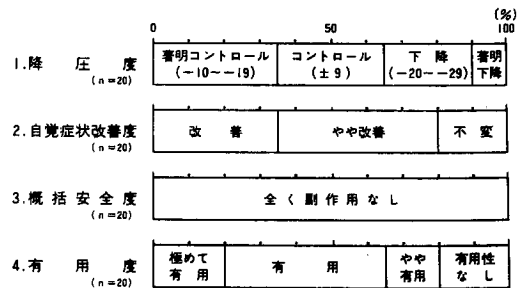 (%)
0 50 100
1.降圧度
(n=20)
著明コントロール
(−10〜−19)
コントロール
(±9)
下降
(−20〜−29)
著明
下降
2.自覚症状改善度
(n=20)
改善
やや改善
不変
3.概括安全度
(n=20)
全く副作用なし
4.有用度
(n=20)
極めて
有用
有用
やや
有用
有用性
なし